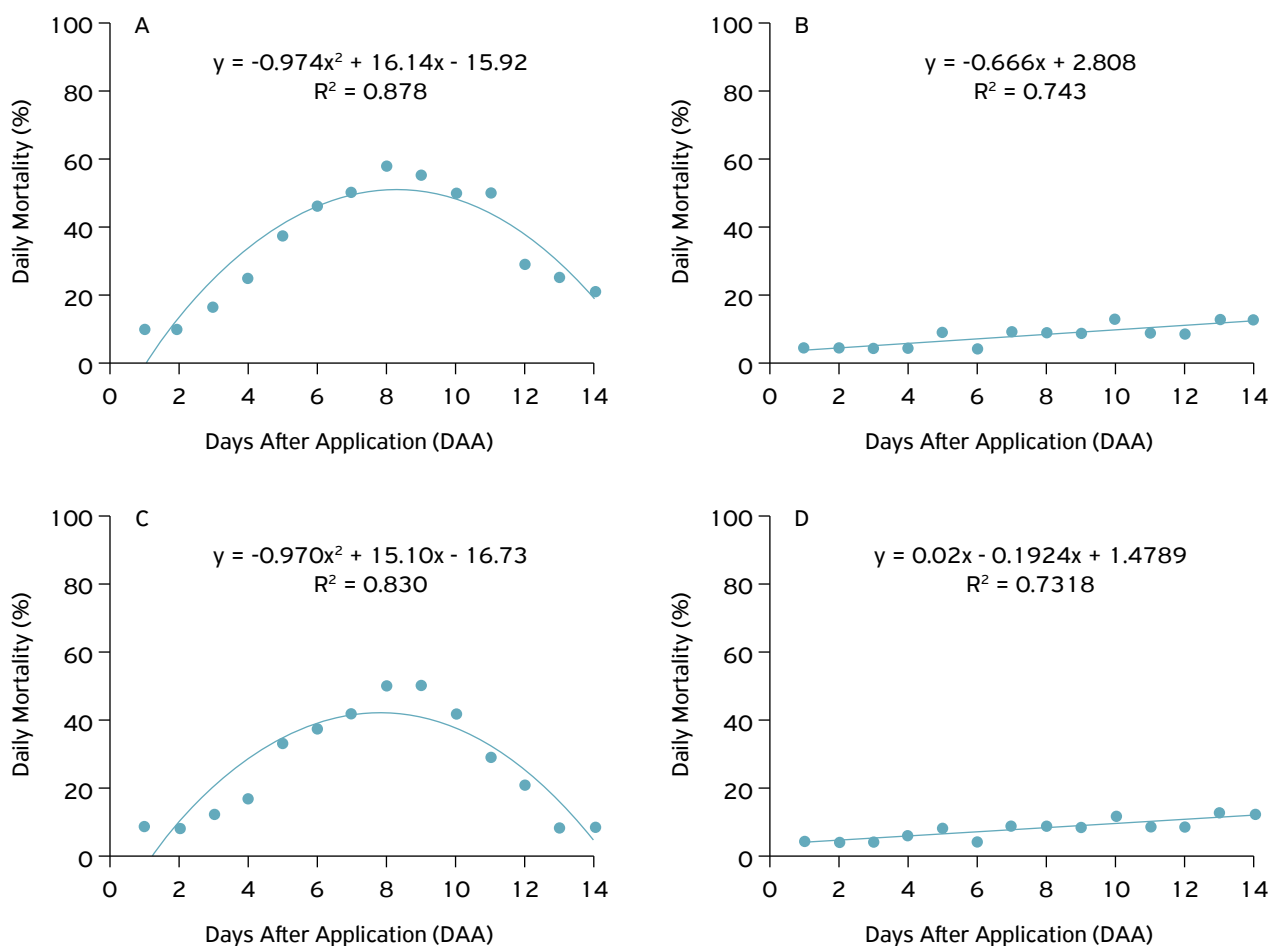 A
y = -0.974x² + 16.14x - 15.92
R² = 0.878
Daily Mortality (%)
100
80
60
40
20
0
0 2 4 6 8 10 12 14
Days After Application (DAA)
B
y = -0.666x + 2.808
R² = 0.743
Daily Mortality (%)
100
80
60
40
20
0
0 2 4 6 8 10 12 14
Days After Application (DAA)
C
y = -0.970x² + 15.10x - 16.73
R² = 0.830
Daily Mortality (%)
100
80
60
40
20
0
0 2 4 6 8 10 12 14
Days After Application (DAA)
D
y = 0.02x - 0.1924x + 1.4789
R² = 0.7318
Daily Mortality (%)
100
80
60
40
20
0
0 2 4 6 8 10 12 14
Days After Application (DAA)